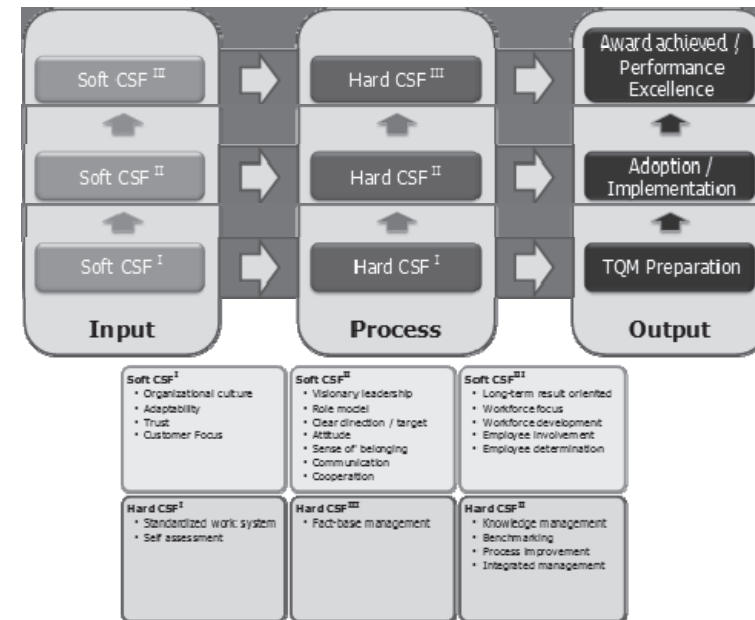 Soft CSF III
Hard CSF III
Award achieved /
Performance
Excellence
Soft CSF II
Hard CSF II
Adoption /
Implementation
Soft CSF I
Hard CSF I
TQM Preparation
Input
Process
Output
Soft CSF I
• Organizational culture
• Adaptability
• Trust
• Customer Focus
Soft CSF II
• Visionary leadership
• Role model
• Clear direction / target
• Attitude
• Sense of belonging
• Communication
• Cooperation
Soft CSF III
• Long-term result oriented
• Workforce focus
• Workforce development
• Employee involvement
• Employee determination
Hard CSF I
• Standardized work system
• Self assessment
Hard CSF III
• Fact-base management
Hard CSF II
• Knowledge management
• Benchmarking
• Process improvement
• Integrated management